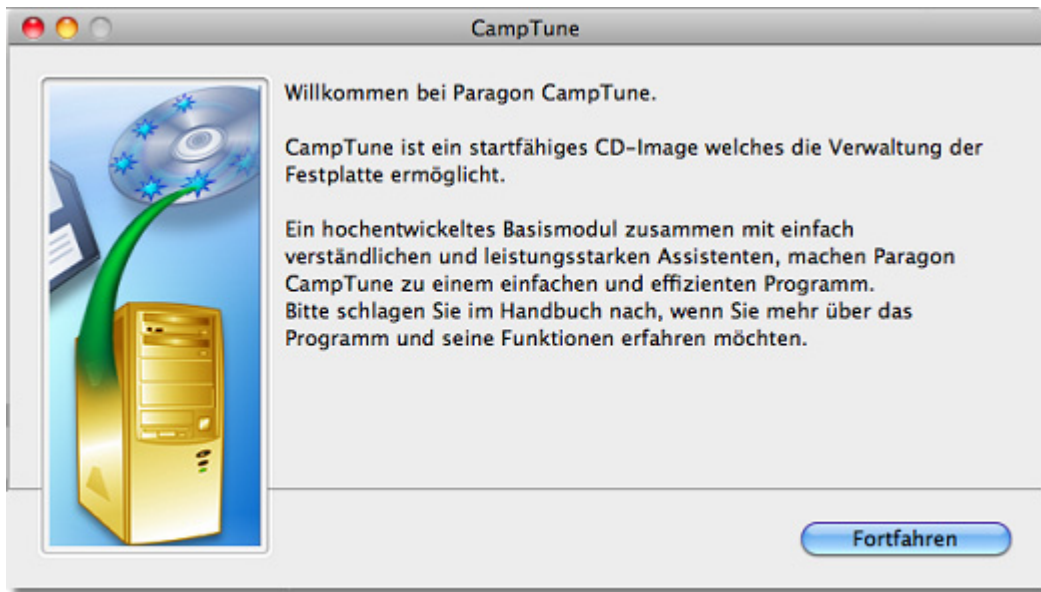 CampTune
Willkommen bei Paragon CampTune.
CampTune ist ein startfähiges CD-Image welches die Verwaltung der
Festplatte ermöglicht.
Ein hochentwickeltes Basismodul zusammen mit einfach
verständlichen und leistungsstarken Assistenten, machen Paragon
CampTune zu einem einfachen und effizienten Programm.
Bitte schlagen Sie im Handbuch nach, wenn Sie mehr über das
Programm und seine Funktionen erfahren möchten.
Fortfahren